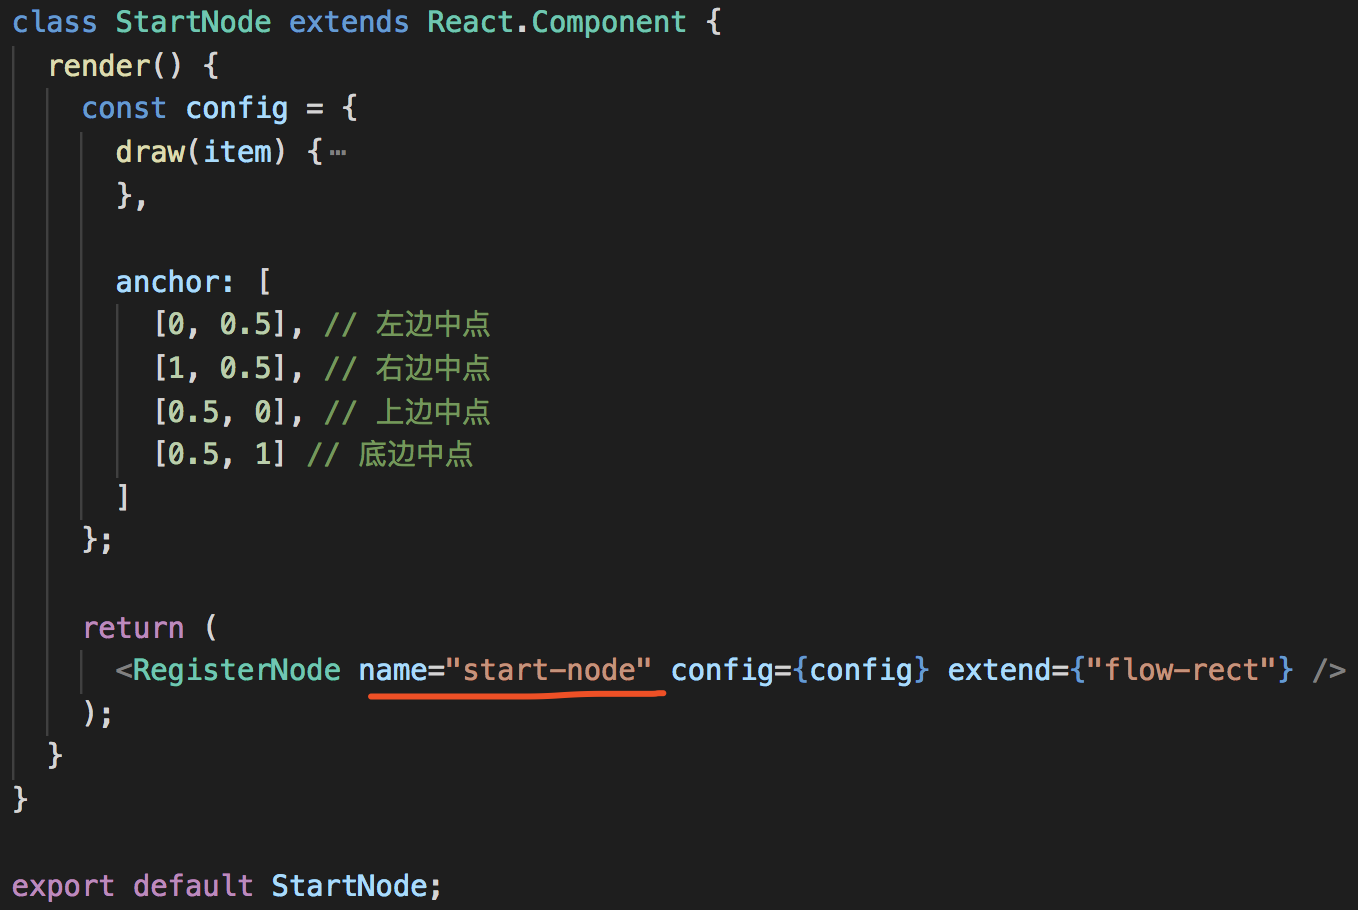 class StartNode extends React.Component {
render() {
const config = {
draw(item) {⋯
},
anchor: [
[0, 0.5], // 左边中点
[1, 0.5], // 右边中点
[0.5, 0], // 上边中点
[0.5, 1] // 底边中点
]
};
return (
<RegisterNode name="start-node" config={config} extend={"flow-rect"} />
);
}
}
export default StartNode;